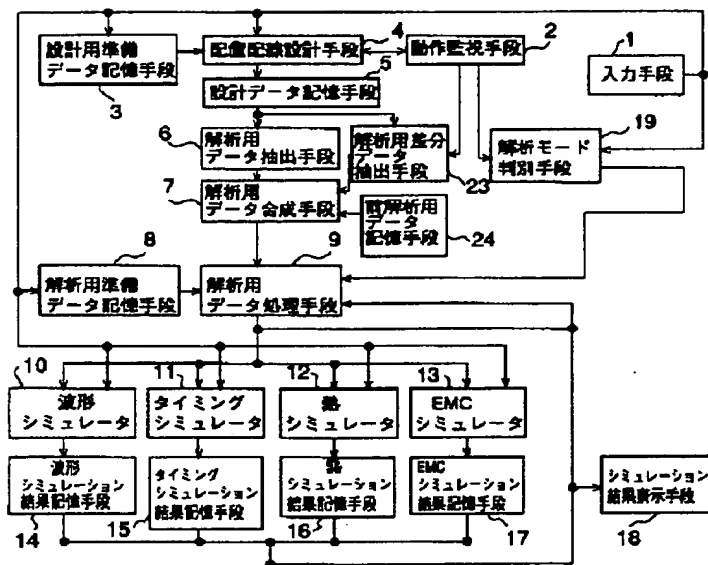 設計用準備
データ記憶手段
3
配置配線設計手段
4
動作監視手段
2
1
入力手段
5
設計データ記憶手段
6
解析用
データ抽出手段
解析用差分
データ
抽出手段
23
19
解析モード
判別手段
7
解析用
データ合成手段
前解析用
データ
記憶手段
24
8
解析用準備
データ記憶手段
9
解析用
データ処理手段
10
波形
シミュレータ
11
タイミング
シミュレータ
12
熱
シミュレータ
13
EMC
シミュレータ
波形
シミュレーション
結果記憶手段
14
タイミング
シミュレーション
結果記憶手段
15
熱
シミュレーション
結果記憶手段
16
EMC
シミュレーション
結果記憶手段
17
シミュレーション
結果表示手段
18